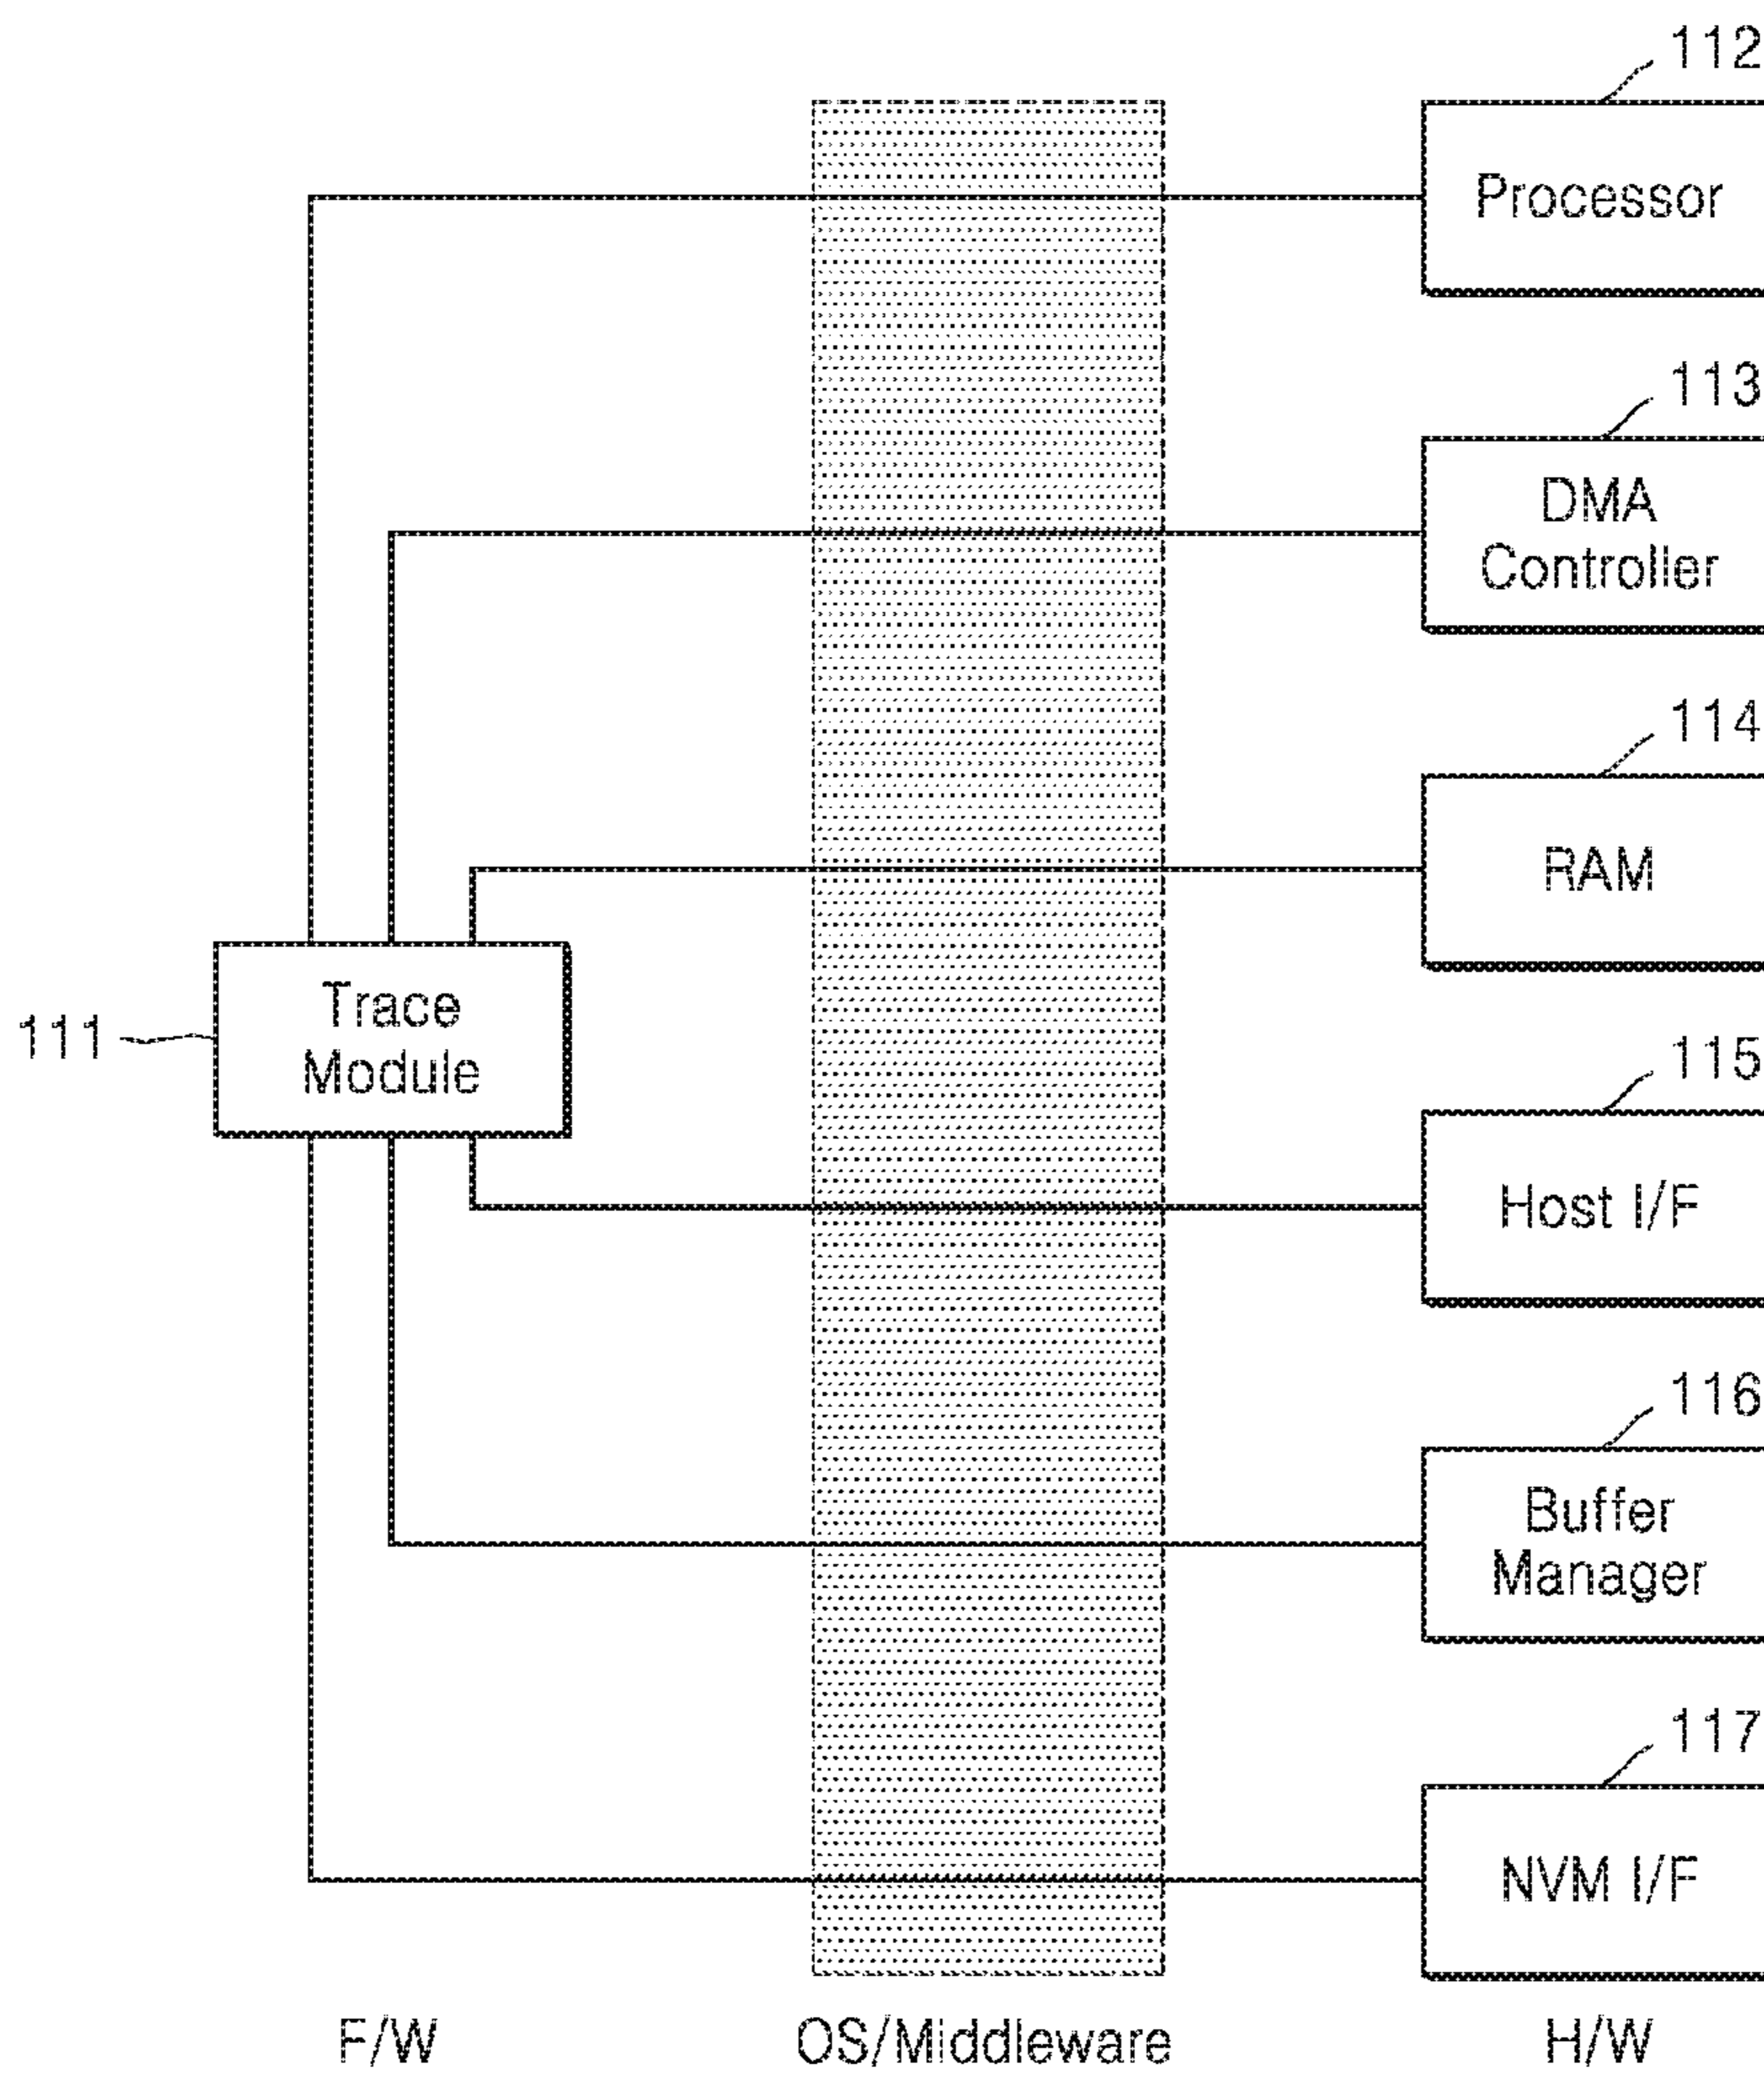 112
Processor
113
DMA
Controller
114
RAM
111
Trace
Module
115
Host I/F
116
Buffer
Manager
117
NVM I/F
F/W
OS/Middleware
H/W